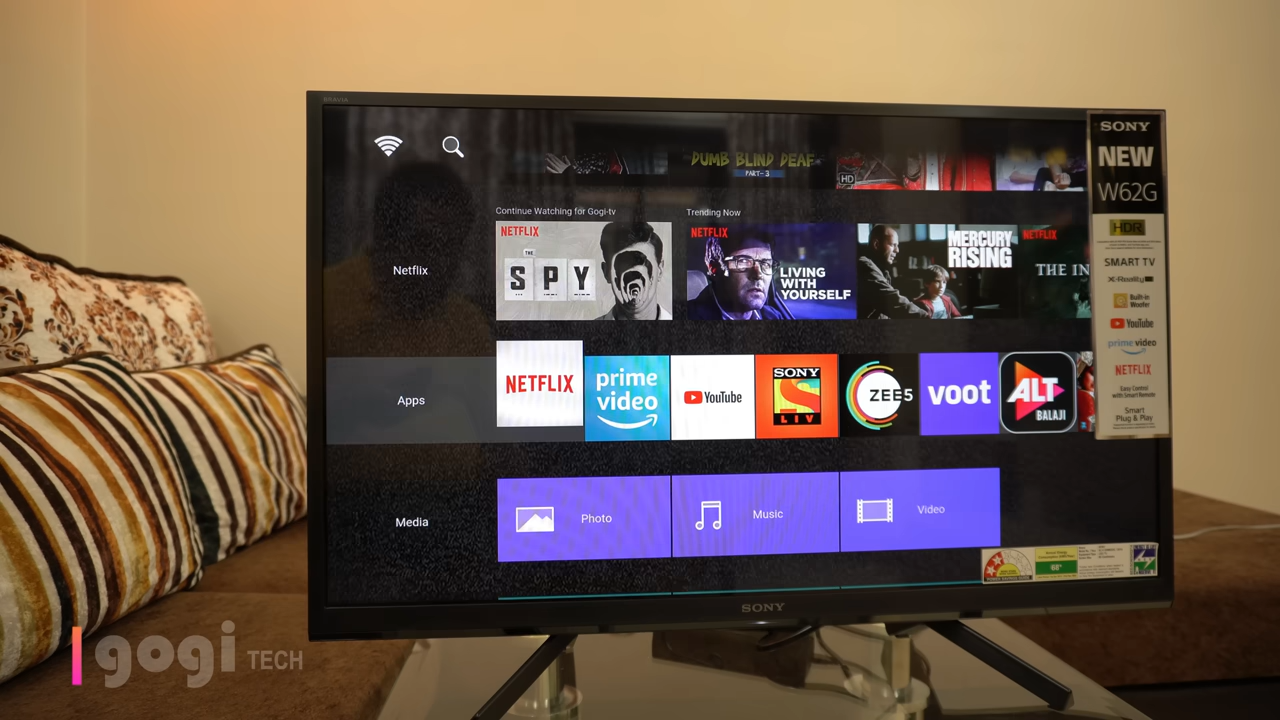 BRAVIA
DUMB BLIND DEAF
PART-3
HD
Continue Watching for Gogi-tv
Trending Now
Netflix
NETFLIX
THE
SPY
NETFLIX
LIVING
WITH
YOURSELF
MERCURY
RISING
NETFLIX
THE IN
Apps
NETFLIX
prime
video
YouTube
SONY
LIV
ZEE5
voot
ALT
BALAJI
Media
Photo
Music
Video
SONY
NEW
W62G
HDR
SMART TV
X-Reality
Built-in
Woofer
YouTube
prime video
NETFLIX
Easy Control
with Smart Remote
Smart
Plug & Play
SONY
gogi TECH